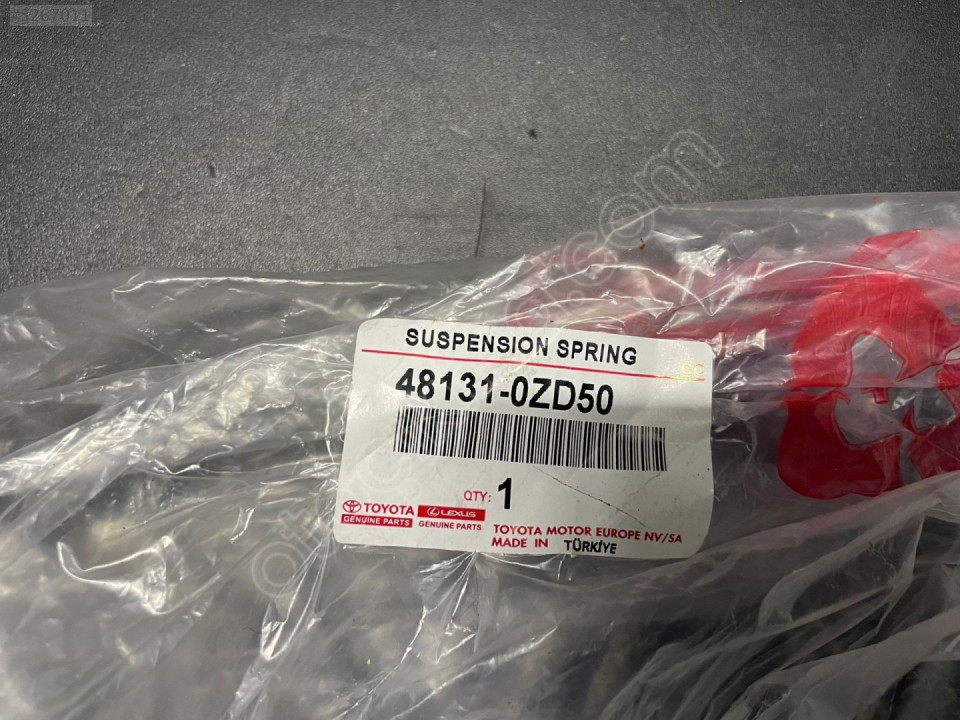 SUSPENSION SPRING
48131-0ZD50
QTY: 1
TOYOTA
GENUINE PARTS
LEXUS
GENUINE PARTS
TOYOTA MOTOR EUROPE NV/SA
MADE IN TÜRKİYE